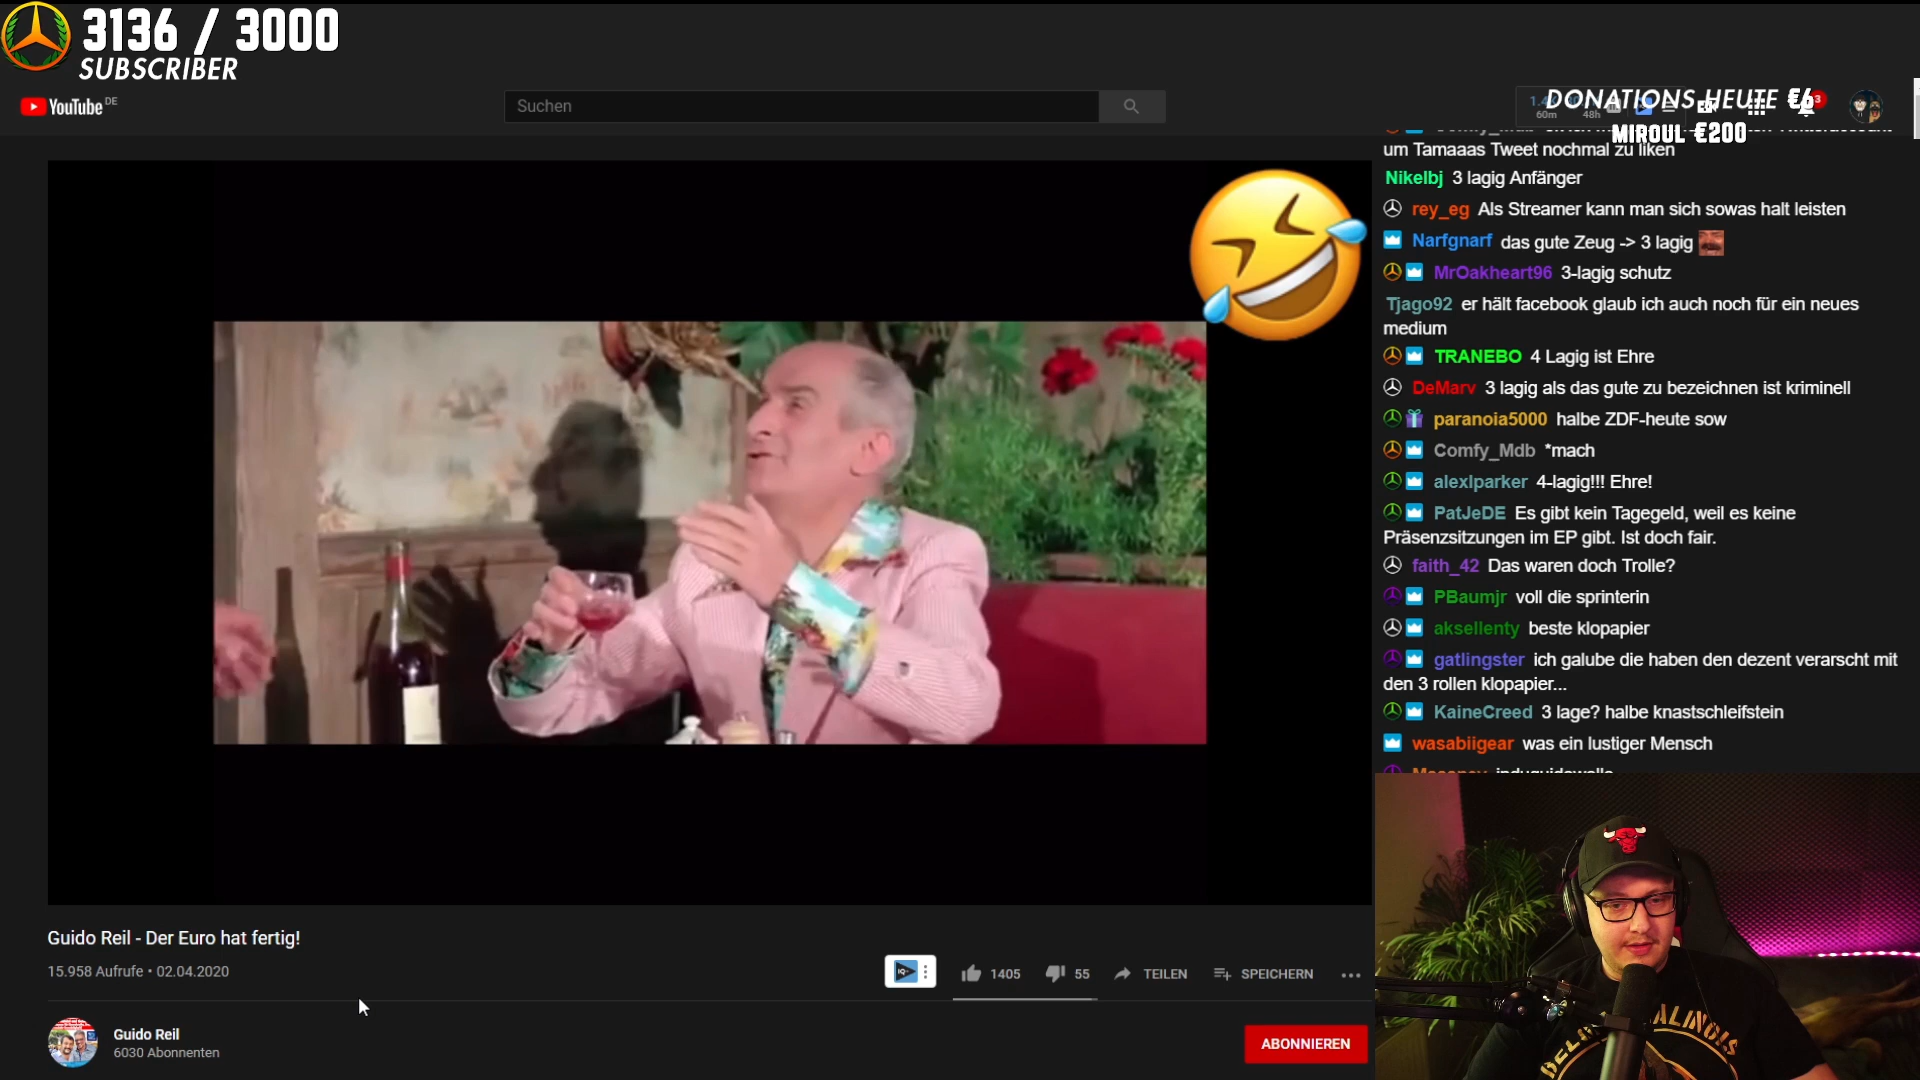 3136 / 3000
SUBSCRIBER
YouTube DE
Suchen
60m
48h
DONATIONS HEUTE €6
3
MIROUL €200
um Tamaaas Tweet nochmal zu liken
Nikelbj 3 lagig Anfänger
rey_eg Als Streamer kann man sich sowas halt leisten
Narfgnarf das gute Zeug -> 3 lagig
MrOakheart96 3-lagig schutz
Tjago92 er hält facebook glaub ich auch noch für ein neues
medium
TRANEBO 4 Lagig ist Ehre
DeMarv 3 lagig als das gute zu bezeichnen ist kriminell
paranoia5000 halbe ZDF-heute sow
Comfy_Mdb *mach
alexlparker 4-lagig!!! Ehre!
PatJeDE Es gibt kein Tagegeld, weil es keine
Präsenzsitzungen im EP gibt. Ist doch fair.
faith_42 Das waren doch Trolle?
PBaumjr voll die sprinterin
aksellenty beste klopapier
gatlingster ich galube die haben den dezent verarscht mit
den 3 rollen klopapier...
KaineCreed 3 lage? halbe knastschleifstein
wasabiigear was ein lustiger Mensch
Guido Reil - Der Euro hat fertig!
15.958 Aufrufe • 02.04.2020
1405
55
TEILEN
SPEICHERN
Guido Reil
6030 Abonnenten
ABONNIEREN